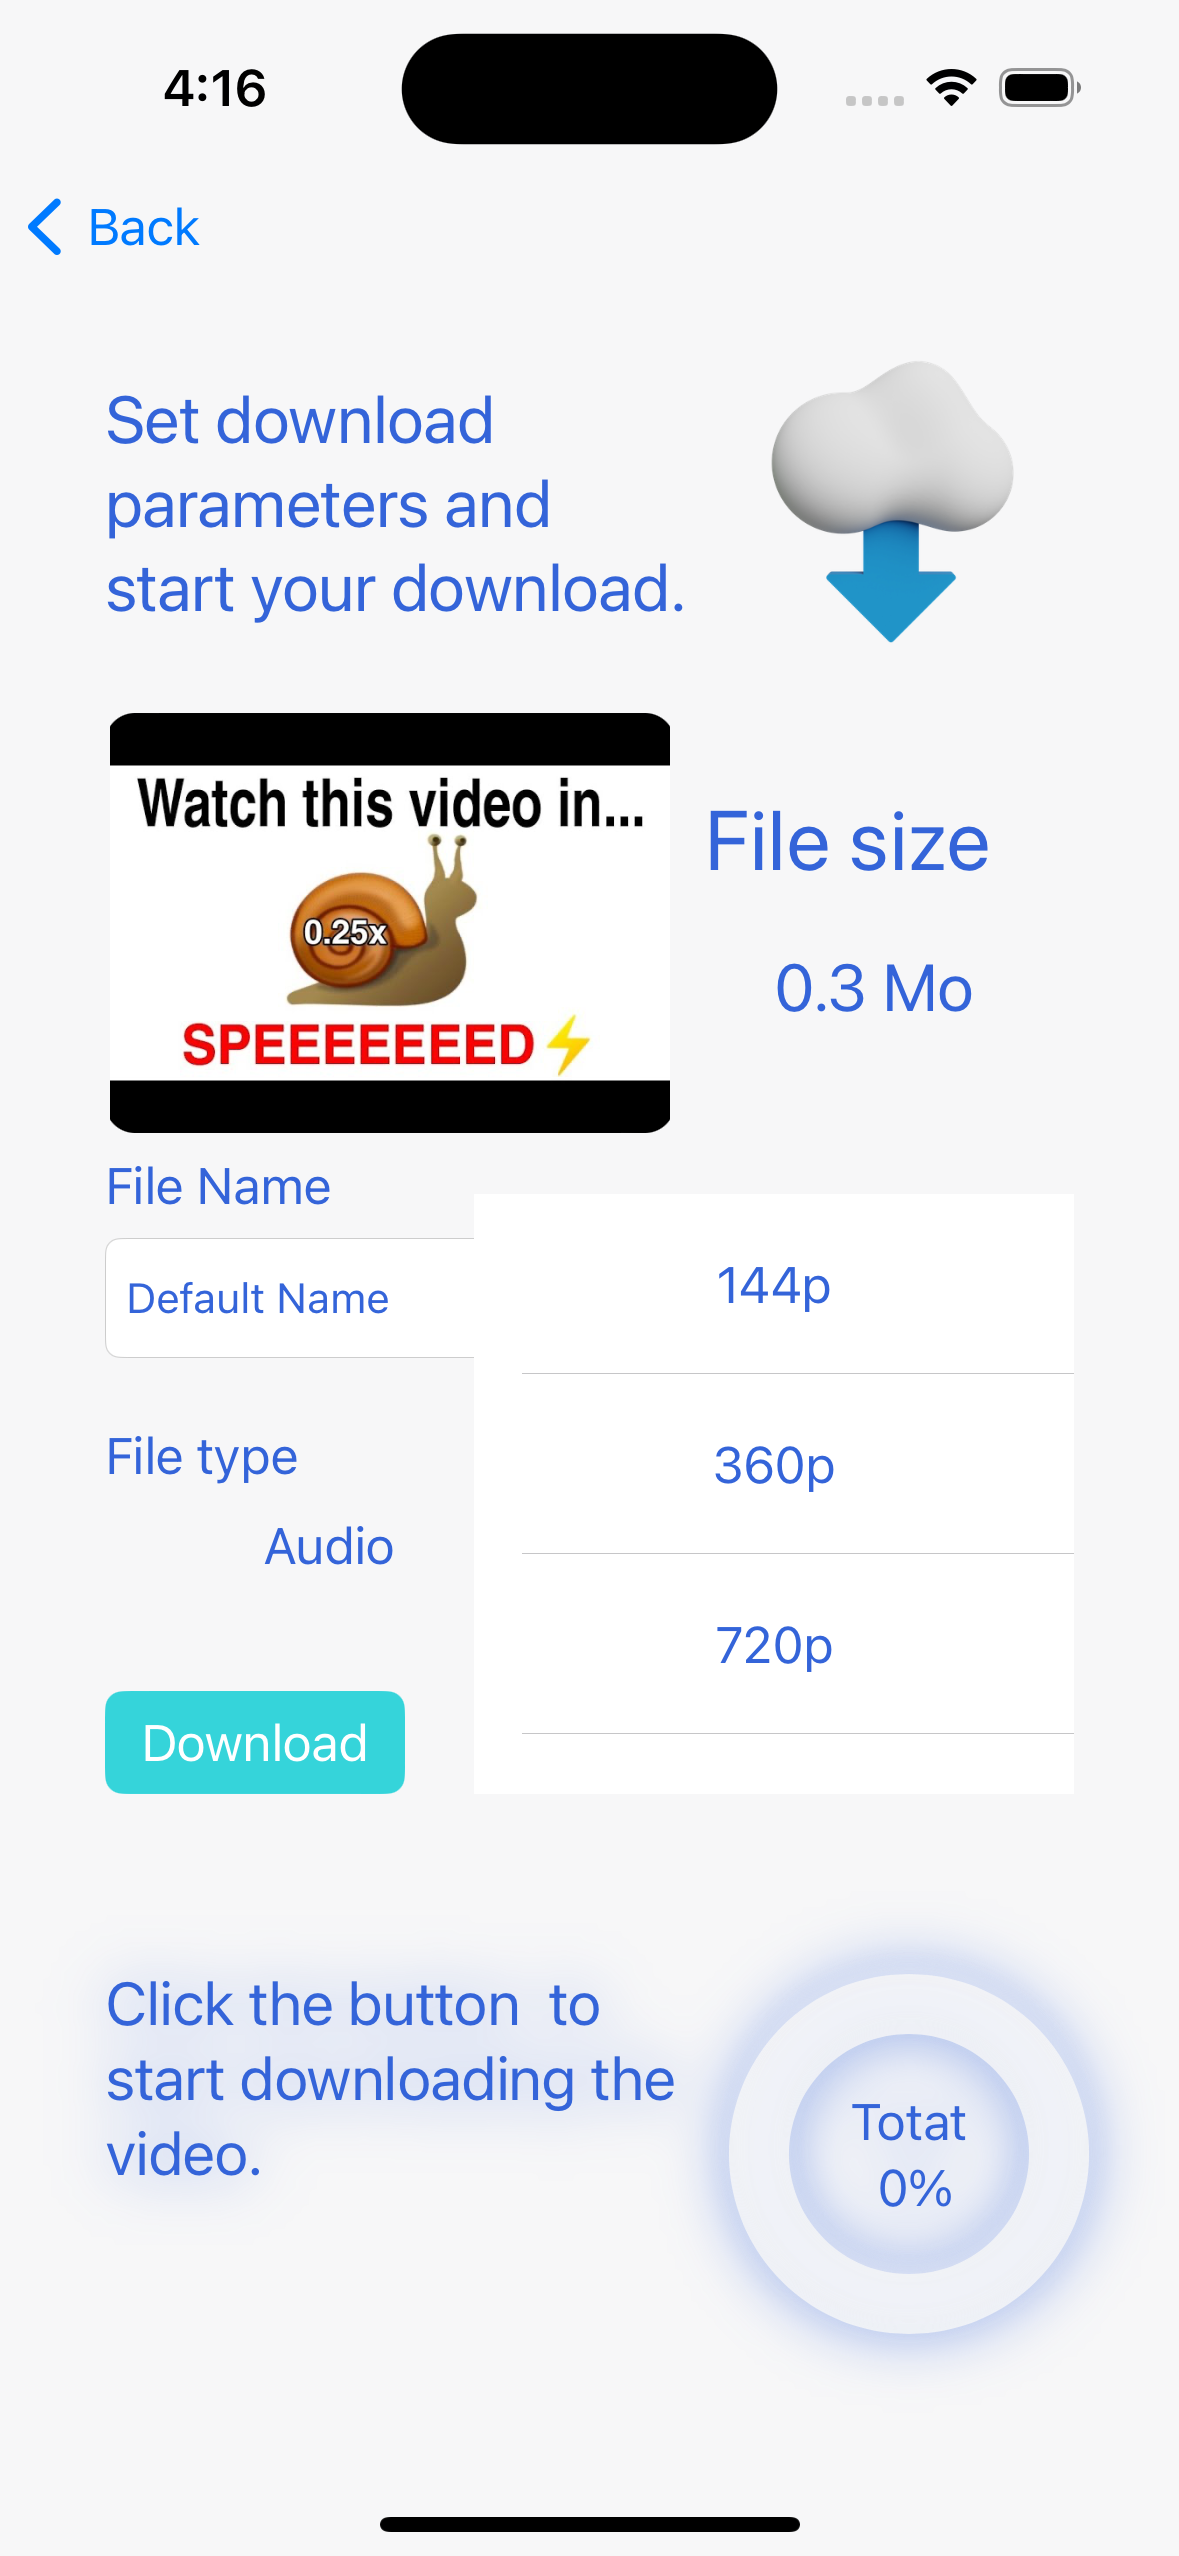 4:16
Back
Set download
parameters and
start your download.
Watch this video in...
0.25x
SPEEEEEEED⚡
File size
0.3 Mo
File Name
Default Name
144p
360p
File type
Audio
720p
Download
Click the button  to
start downloading the
video.
Totat
0%